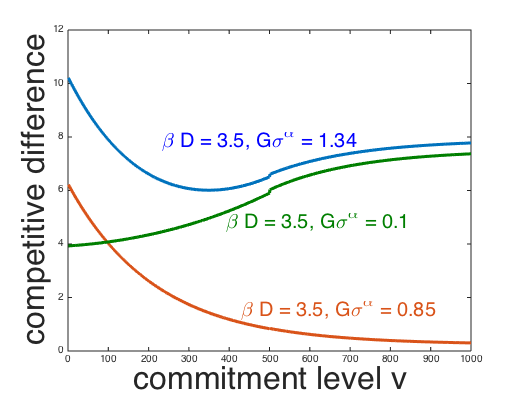 competitive difference
12
10
8
6
4
2
0
β D = 3.5, Gσ^α = 1.34
β D = 3.5, Gσ^α = 0.1
β D = 3.5, Gσ^α = 0.85
0 100 200 300 400 500 600 700 800 900 1000
commitment level v